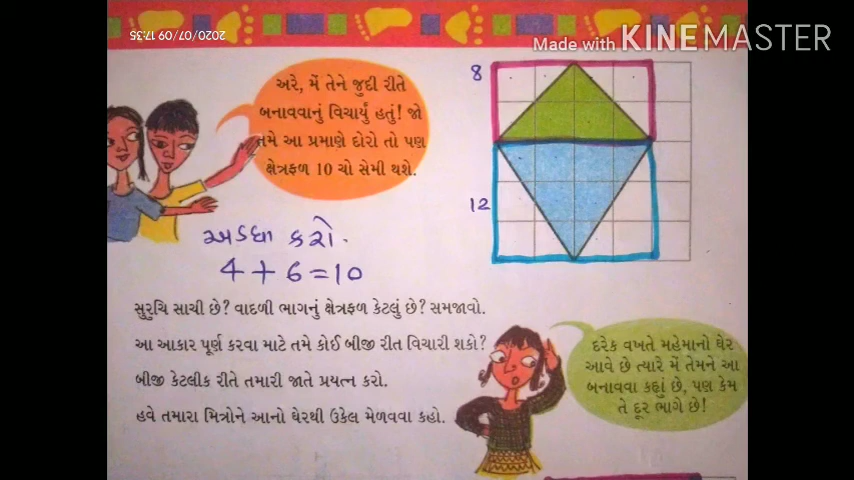 2020/07/09 17:35
Made with KINEMASTER
અરે, મેં તેને જુદી રીતે
બનાવવાનું વિચાર્યું હતું! જો
તમે આ પ્રમાણે દોરો તો પણ
ક્ષેત્રફળ 10 ચો સેમી થશે.
8
12
અડધા કરો.
4 + 6 = 10
સુરુચિ સાચી છે? વાદળી ભાગનું ક્ષેત્રફળ કેટલું છે? સમજાવો.
આ આકાર પૂર્ણ કરવા માટે તમે કોઈ બીજી રીત વિચારી શકો?
બીજી કેટલીક રીતે તમારી જાતે પ્રયત્ન કરો.
હવે તમારા મિત્રોને આનો ઘેરથી ઉકેલ મેળવવા કહો.
દરેક વખતે મહેમાનો ઘેર
આવે છે ત્યારે મેં તેમને આ
બનાવવા કહ્યું છે, પણ કેમ
તે દૂર ભાગે છે!